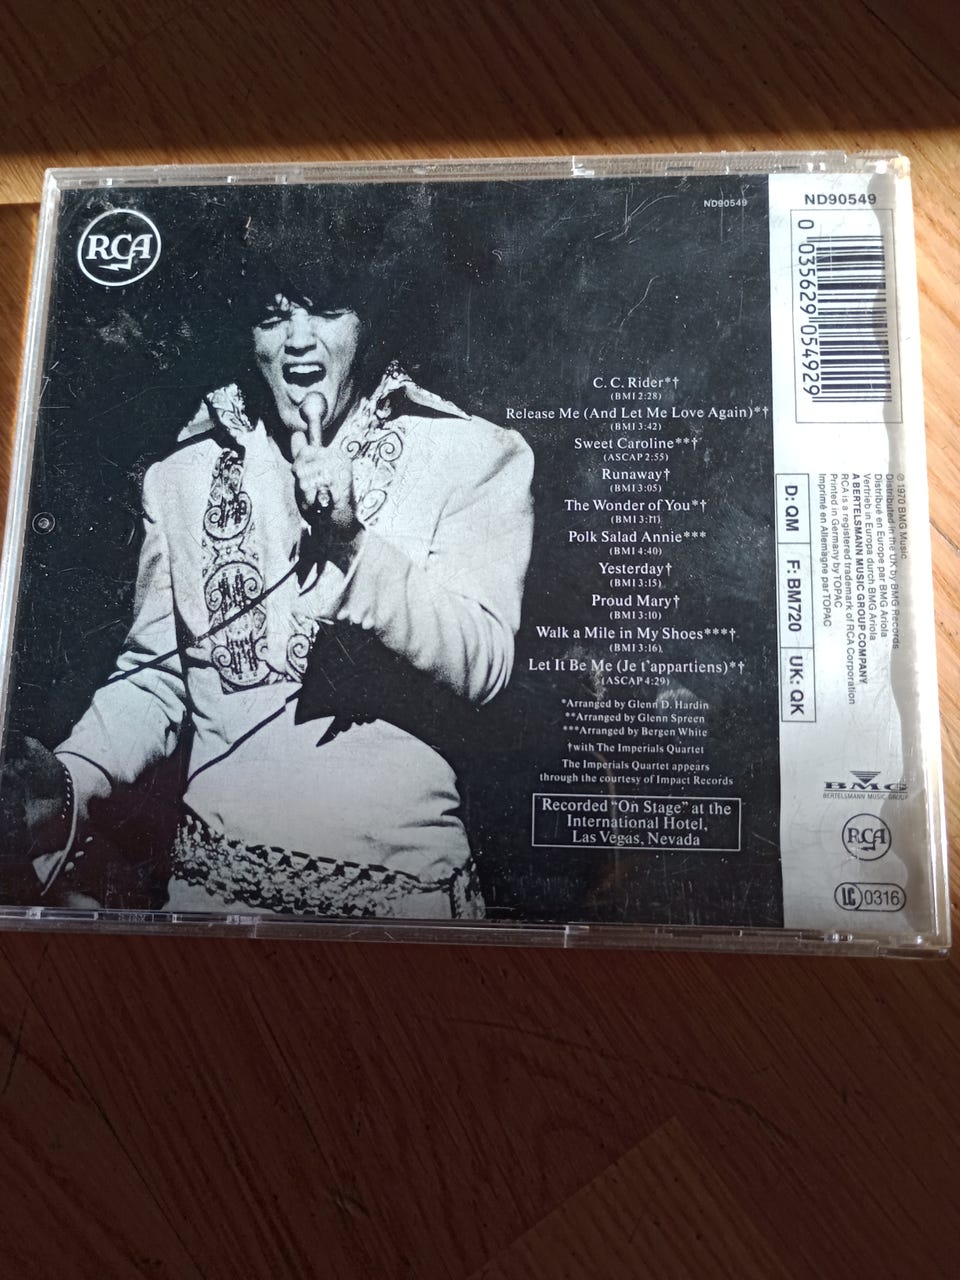 RCA
ND90549
C. C. Rider*†
(BMI 2:28)
Release Me (And Let Me Love Again)*†
(BMI 3:42)
Sweet Caroline**†
(ASCAP 2:55)
Runaway†
(BMI 3:05)
The Wonder of You*†
(BMI 3:11)
Polk Salad Annie***
(BMI 4:40)
Yesterday†
(BMI 3:15)
Proud Mary†
(BMI 3:10)
Walk a Mile in My Shoes***†
(BMI 3:16)
Let It Be Me (Je t'appartiens)*†
(ASCAP 4:29)
*Arranged by Glenn D. Hardin
**Arranged by Glenn Spreen
***Arranged by Bergen White
†with The Imperials Quartet
The Imperials Quartet appears
through the courtesy of Impact Records
Recorded "On Stage" at the
International Hotel,
Las Vegas, Nevada
ND90549
0 035629 054929
℗ 1970 BMG Music
Distributed in the UK by BMG Records
Distribué en Europe par BMG Ariola
Vertrieb in Europa durch BMG Ariola
A BERTELSMANN MUSIC GROUP COMPANY
RCA is a registered trademark of RCA Corporation
Printed in Germany by TOPAC
Imprimé en Allemagne par TOPAC
D: QM
F: BM720
UK: QK
BMG
BERTELSMANN MUSIC GROUP
RCA
LC 0316